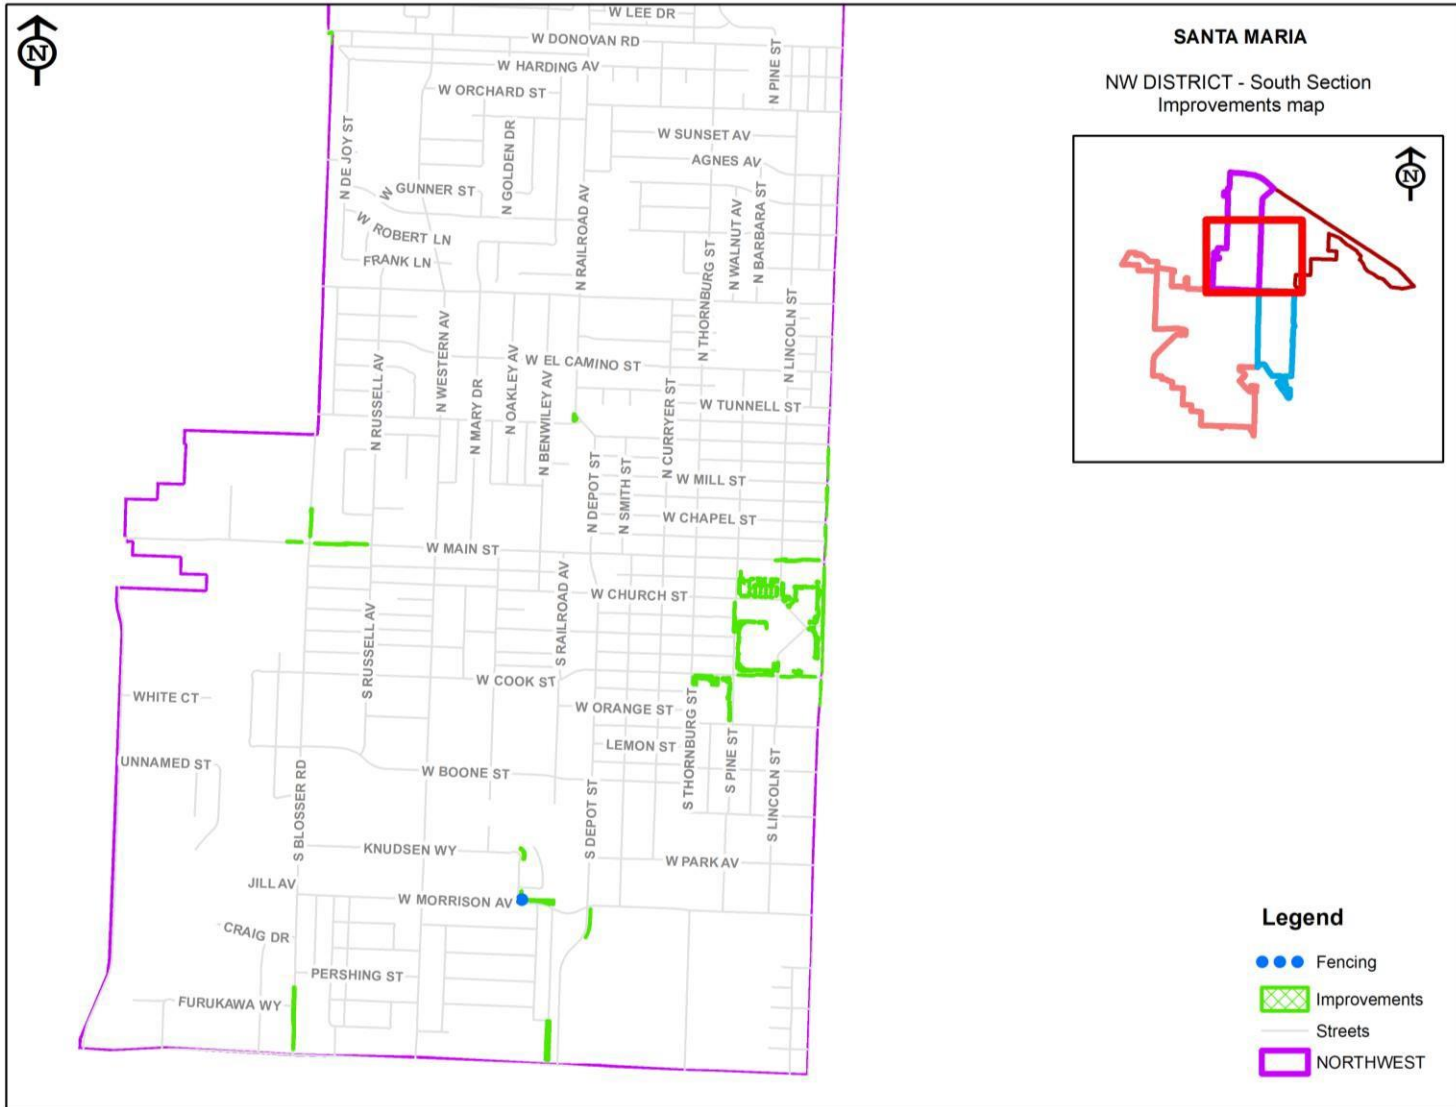 N
SANTA MARIA
NW DISTRICT - South Section
Improvements map
N
W LEE DR
W DONOVAN RD
W HARDING AV
W ORCHARD ST
N PINE ST
W SUNSET AV
AGNES AV
N DE JOY ST
N GOLDEN DR
W GUNNER ST
N RAILROAD AV
N WALNUT AV
N BARBARA ST
W ROBERT LN
FRANK LN
N THORNBURG ST
N LINCOLN ST
N WESTERN AV
W EL CAMINO ST
N RUSSELL AV
N MARY DR
N OAKLEY AV
N BENWILEY AV
N CURRYER ST
W TUNNELL ST
N DEPOT ST
N SMITH ST
W MILL ST
W CHAPEL ST
W MAIN ST
S RAILROAD AV
W CHURCH ST
S RUSSELL AV
W COOK ST
WHITE CT
W ORANGE ST
S THORNBURG ST
LEMON ST
S PINE ST
S LINCOLN ST
UNNAMED ST
W BOONE ST
S BLOSSER RD
S DEPOT ST
KNUDSEN WY
W PARK AV
JILL AV
W MORRISON AV
CRAIG DR
PERSHING ST
FURUKAWA WY
Legend
Fencing
Improvements
Streets
NORTHWEST